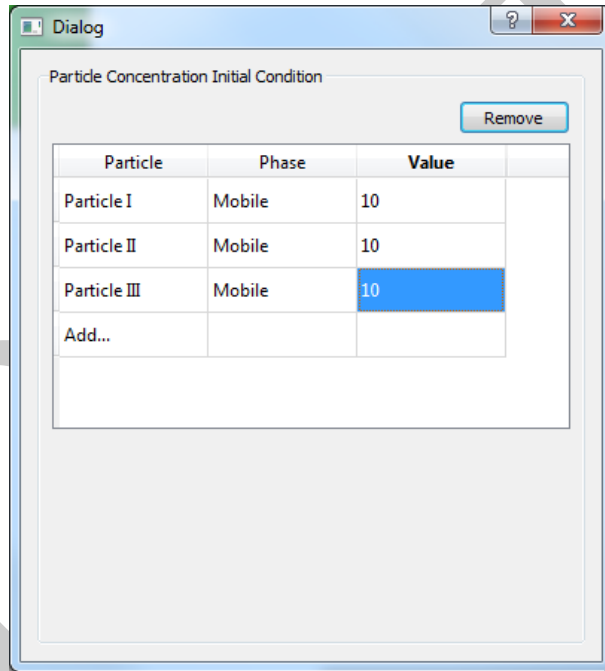 Dialog
Particle Concentration Initial Condition
Remove
Particle Phase Value
Particle I Mobile 10
Particle II Mobile 10
Particle III Mobile 10
Add...